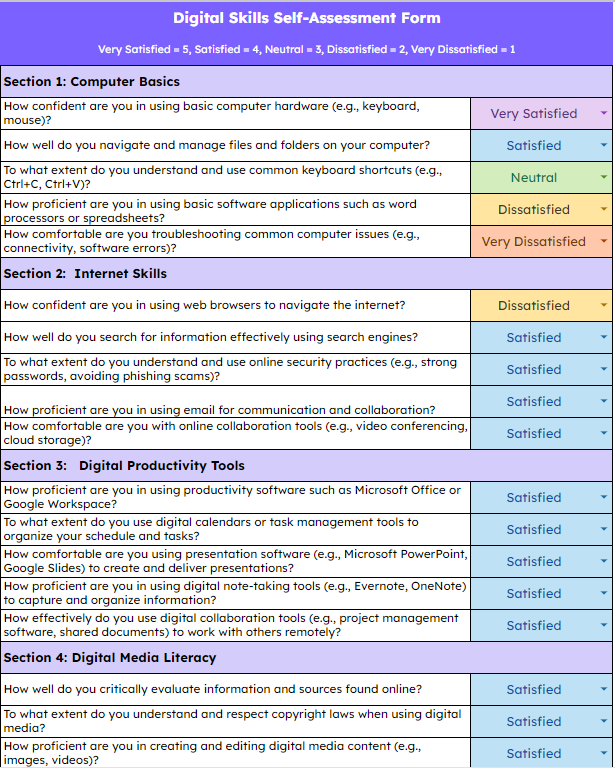 Digital Skills Self-Assessment Form
Very Satisfied = 5, Satisfied = 4, Neutral = 3, Dissatisfied = 2, Very Dissatisfied = 1
Section 1: Computer Basics
How confident are you in using basic computer hardware (e.g., keyboard,
mouse)?
Very Satisfied
How well do you navigate and manage files and folders on your computer?
Satisfied
To what extent do you understand and use common keyboard shortcuts (e.g.,
Ctrl+C, Ctrl+V)?
Neutral
How proficient are you in using basic software applications such as word
processors or spreadsheets?
Dissatisfied
How comfortable are you troubleshooting common computer issues (e.g.,
connectivity, software errors)?
Very Dissatisfied
Section 2:  Internet Skills
How confident are you in using web browsers to navigate the internet?
Dissatisfied
How well do you search for information effectively using search engines?
Satisfied
To what extent do you understand and use online security practices (e.g., strong
passwords, avoiding phishing scams)?
Satisfied
How proficient are you in using email for communication and collaboration?
Satisfied
How comfortable are you with online collaboration tools (e.g., video conferencing,
cloud storage)?
Satisfied
Section 3:   Digital Productivity Tools
How proficient are you in using productivity software such as Microsoft Office or
Google Workspace?
Satisfied
To what extent do you use digital calendars or task management tools to
organize your schedule and tasks?
Satisfied
How comfortable are you using presentation software (e.g., Microsoft PowerPoint,
Google Slides) to create and deliver presentations?
Satisfied
How proficient are you in using digital note-taking tools (e.g., Evernote, OneNote)
to capture and organize information?
Satisfied
How effectively do you use digital collaboration tools (e.g., project management
software, shared documents) to work with others remotely?
Satisfied
Section 4: Digital Media Literacy
How well do you critically evaluate information and sources found online?
Satisfied
To what extent do you understand and respect copyright laws when using digital
media?
Satisfied
How proficient are you in creating and editing digital media content (e.g.,
images, videos)?
Satisfied